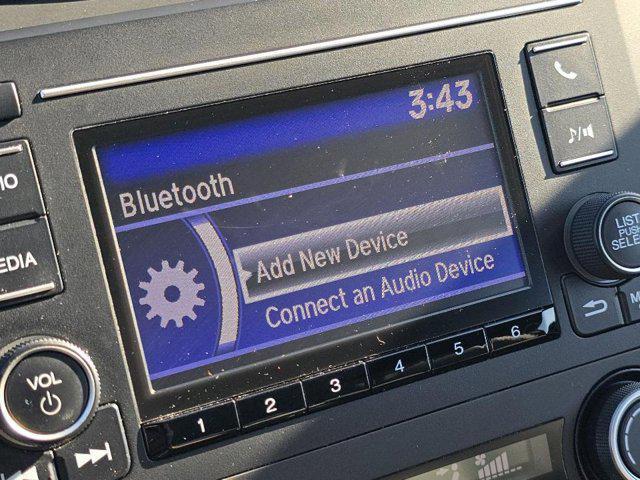 3:43
Bluetooth
Add New Device
Connect an Audio Device
LIST
PUSH
SELE
IO
EDIA
VOL
1 2 3 4 5 6